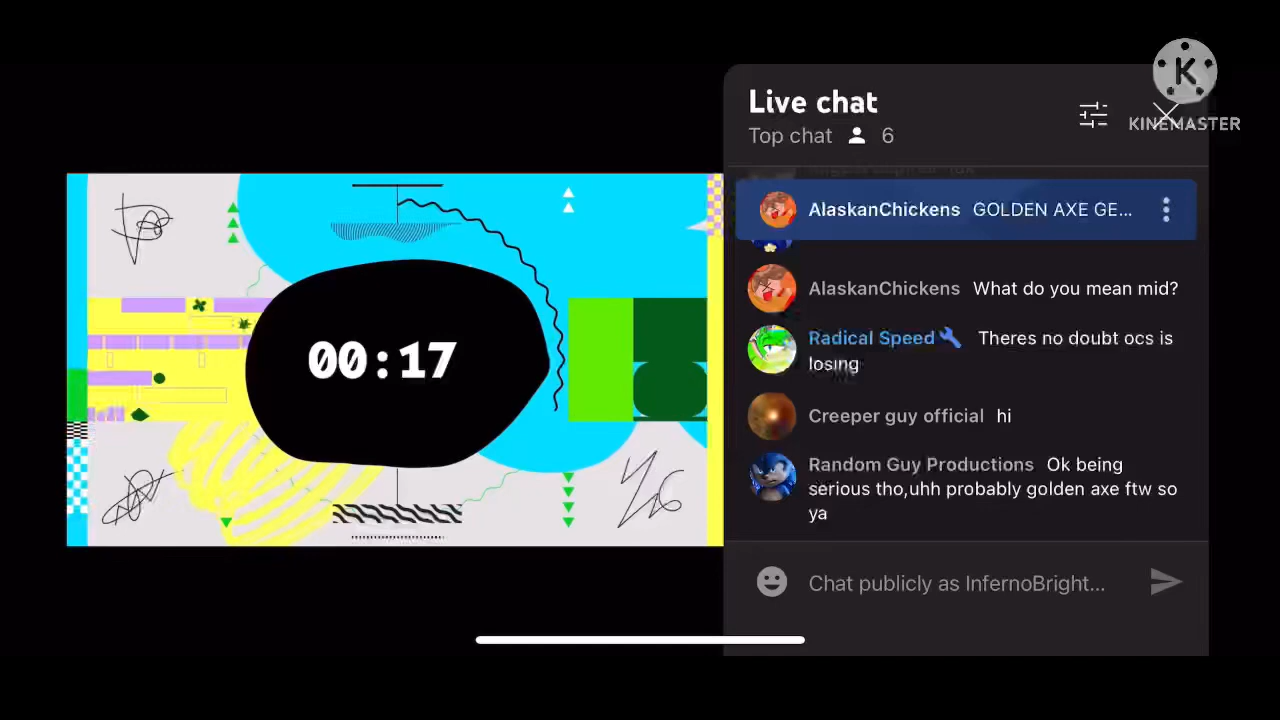 Live chat
Top chat 6
KINEMASTER
AlaskanChickens GOLDEN AXE GE...
AlaskanChickens What do you mean mid?
Radical Speed Theres no doubt ocs is
losing
Creeper guy official hi
Random Guy Productions Ok being
serious tho,uhh probably golden axe ftw so
ya
Chat publicly as InfernoBright...
00:17